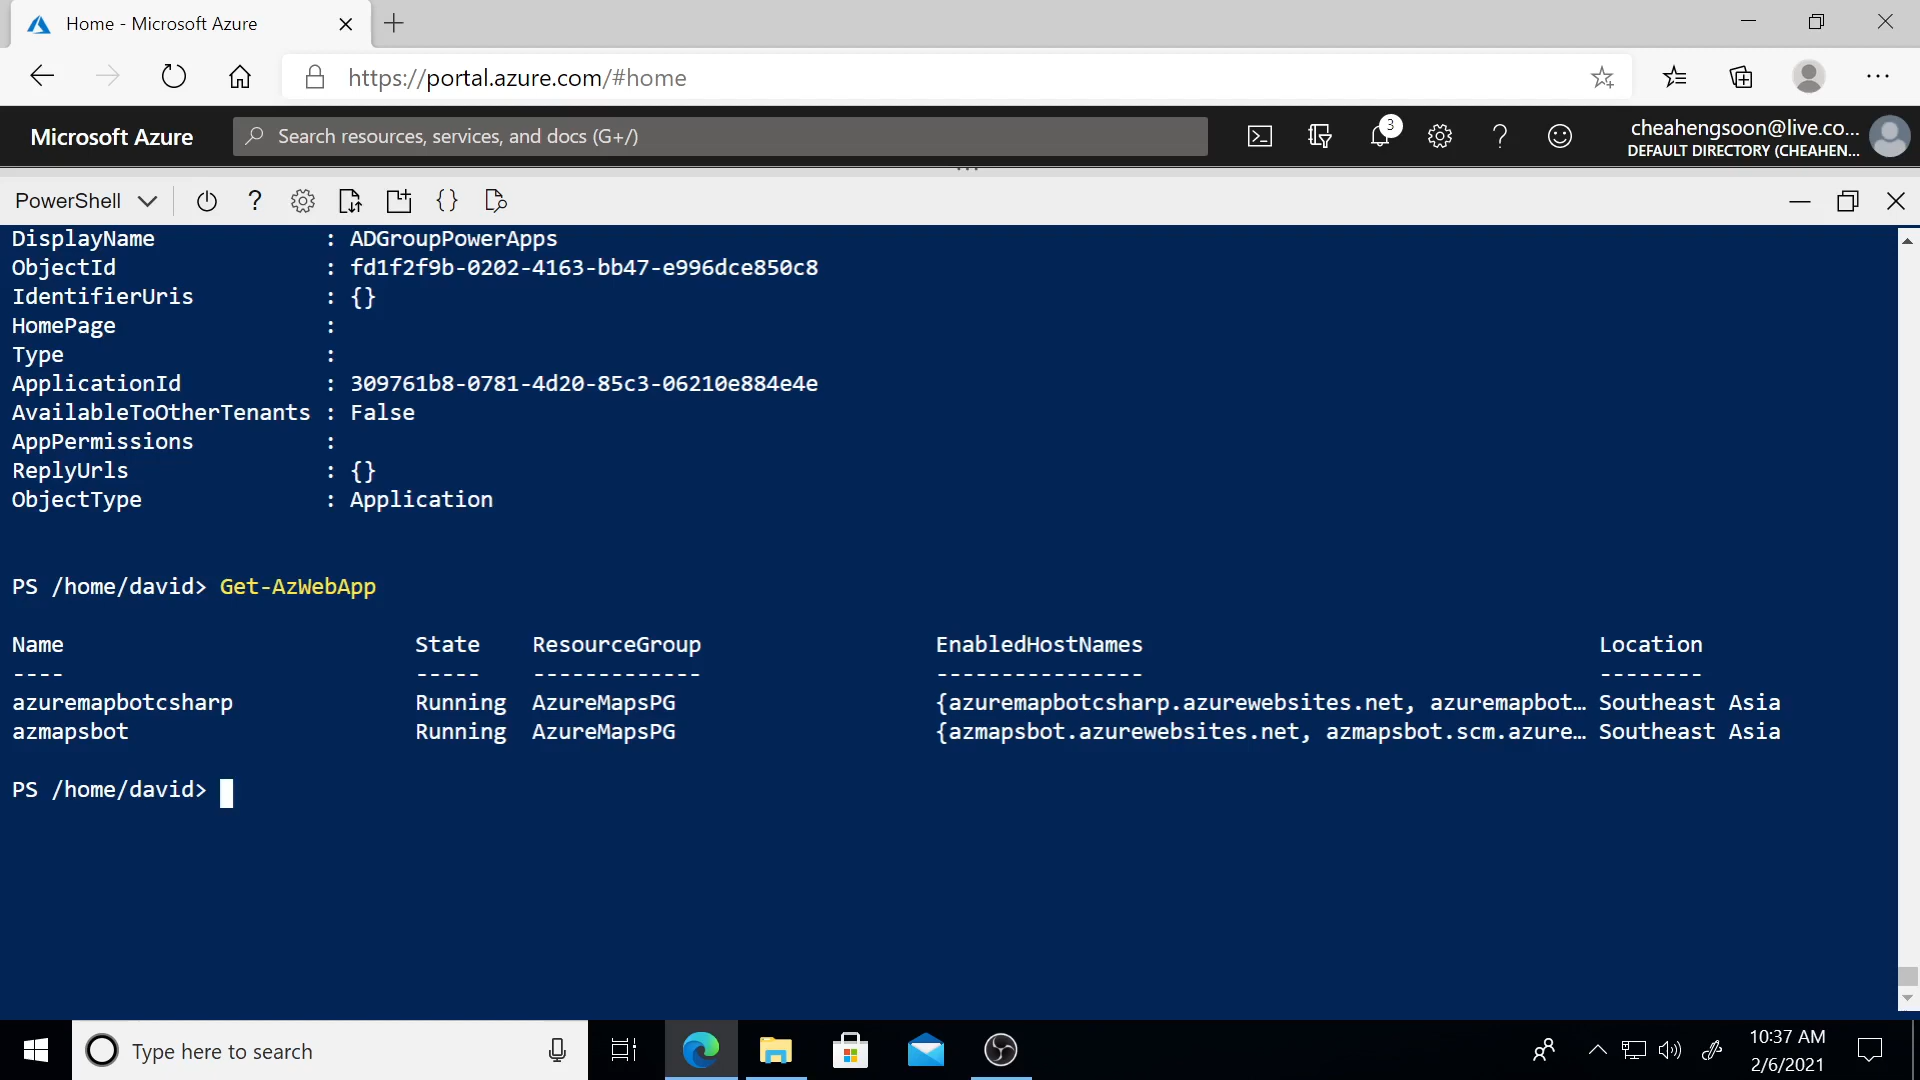 Home - Microsoft Azure
https://portal.azure.com/#home
Microsoft Azure
Search resources, services, and docs (G+/)
3
cheahengsoon@live.co...
DEFAULT DIRECTORY (CHEAHEN...
PowerShell
DisplayName : ADGroupPowerApps
ObjectId : fd1f2f9b-0202-4163-bb47-e996dce850c8
IdentifierUris : {}
HomePage :
Type :
ApplicationId : 309761b8-0781-4d20-85c3-06210e884e4e
AvailableToOtherTenants : False
AppPermissions :
ReplyUrls : {}
ObjectType : Application
PS /home/david> Get-AzWebApp
Name State ResourceGroup EnabledHostNames Location
---- ----- ------------- ---------------- --------
azuremapbotcsharp Running AzureMapsPG {azuremapbotcsharp.azurewebsites.net, azuremapbot… Southeast Asia
azmapsbot Running AzureMapsPG {azmapsbot.azurewebsites.net, azmapsbot.scm.azure… Southeast Asia
PS /home/david>
Type here to search
10:37 AM
2/6/2021